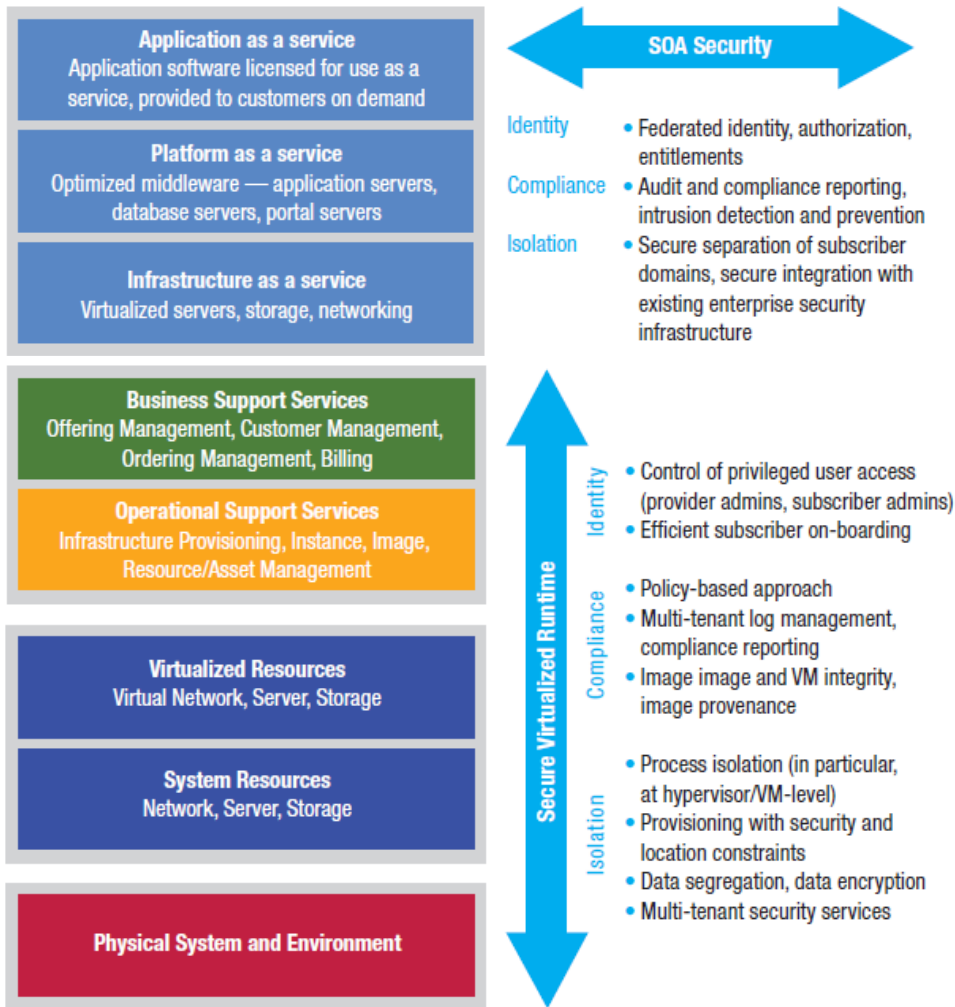 Application as a service
Application software licensed for use as a
service, provided to customers on demand
Platform as a service
Optimized middleware — application servers,
database servers, portal servers
Infrastructure as a service
Virtualized servers, storage, networking
Business Support Services
Offering Management, Customer Management,
Ordering Management, Billing
Operational Support Services
Infrastructure Provisioning, Instance, Image,
Resource/Asset Management
Virtualized Resources
Virtual Network, Server, Storage
System Resources
Network, Server, Storage
Physical System and Environment
SOA Security
Identity
• Federated identity, authorization,
entitlements
Compliance
• Audit and compliance reporting,
intrusion detection and prevention
Isolation
• Secure separation of subscriber
domains, secure integration with
existing enterprise security
infrastructure
Secure Virtualized Runtime
Identity
• Control of privileged user access
(provider admins, subscriber admins)
• Efficient subscriber on-boarding
Compliance
• Policy-based approach
• Multi-tenant log management,
compliance reporting
• Image image and VM integrity,
image provenance
Isolation
• Process isolation (in particular,
at hypervisor/VM-level)
• Provisioning with security and
location constraints
• Data segregation, data encryption
• Multi-tenant security services